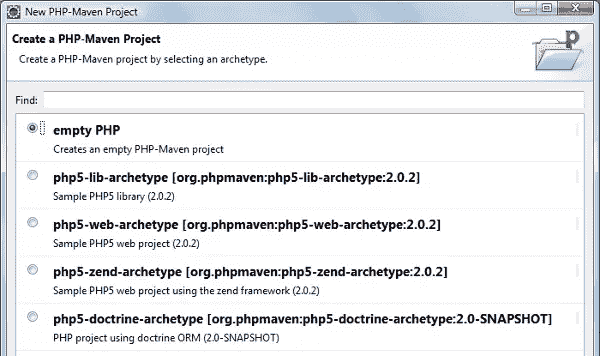 New PHP-Maven Project
Create a PHP-Maven Project
Create a PHP-Maven project by selecting an archetype.
p
Find:
empty PHP
Creates an empty PHP-Maven project
php5-lib-archetype [org.phpmaven:php5-lib-archetype:2.0.2]
Sample PHP5 library (2.0.2)
php5-web-archetype [org.phpmaven:php5-web-archetype:2.0.2]
Sample PHP5 web project (2.0.2)
php5-zend-archetype [org.phpmaven:php5-zend-archetype:2.0.2]
Sample PHP5 web project using the zend framework (2.0.2)
php5-doctrine-archetype [org.phpmaven:php5-doctrine-archetype:2.0-SNAPSHOT]
PHP project using doctrine ORM (2.0-SNAPSHOT)